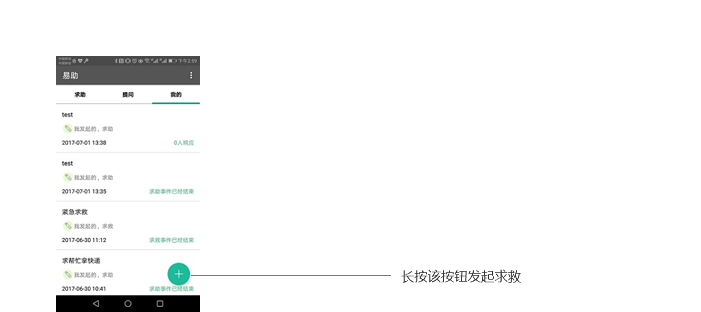 下午2:59
易助
求助
提问
我的
test
我发起的，求助
2017-07-01 13:38
0人响应
test
我发起的，求助
2017-07-01 13:35
求助事件已经结束
紧急求救
我发起的，求救
2017-06-30 11:12
求救事件已经结束
求帮忙拿快递
我发起的，求助
2017-06-30 10:41
求助事件已经结束
长按该按钮发起求救